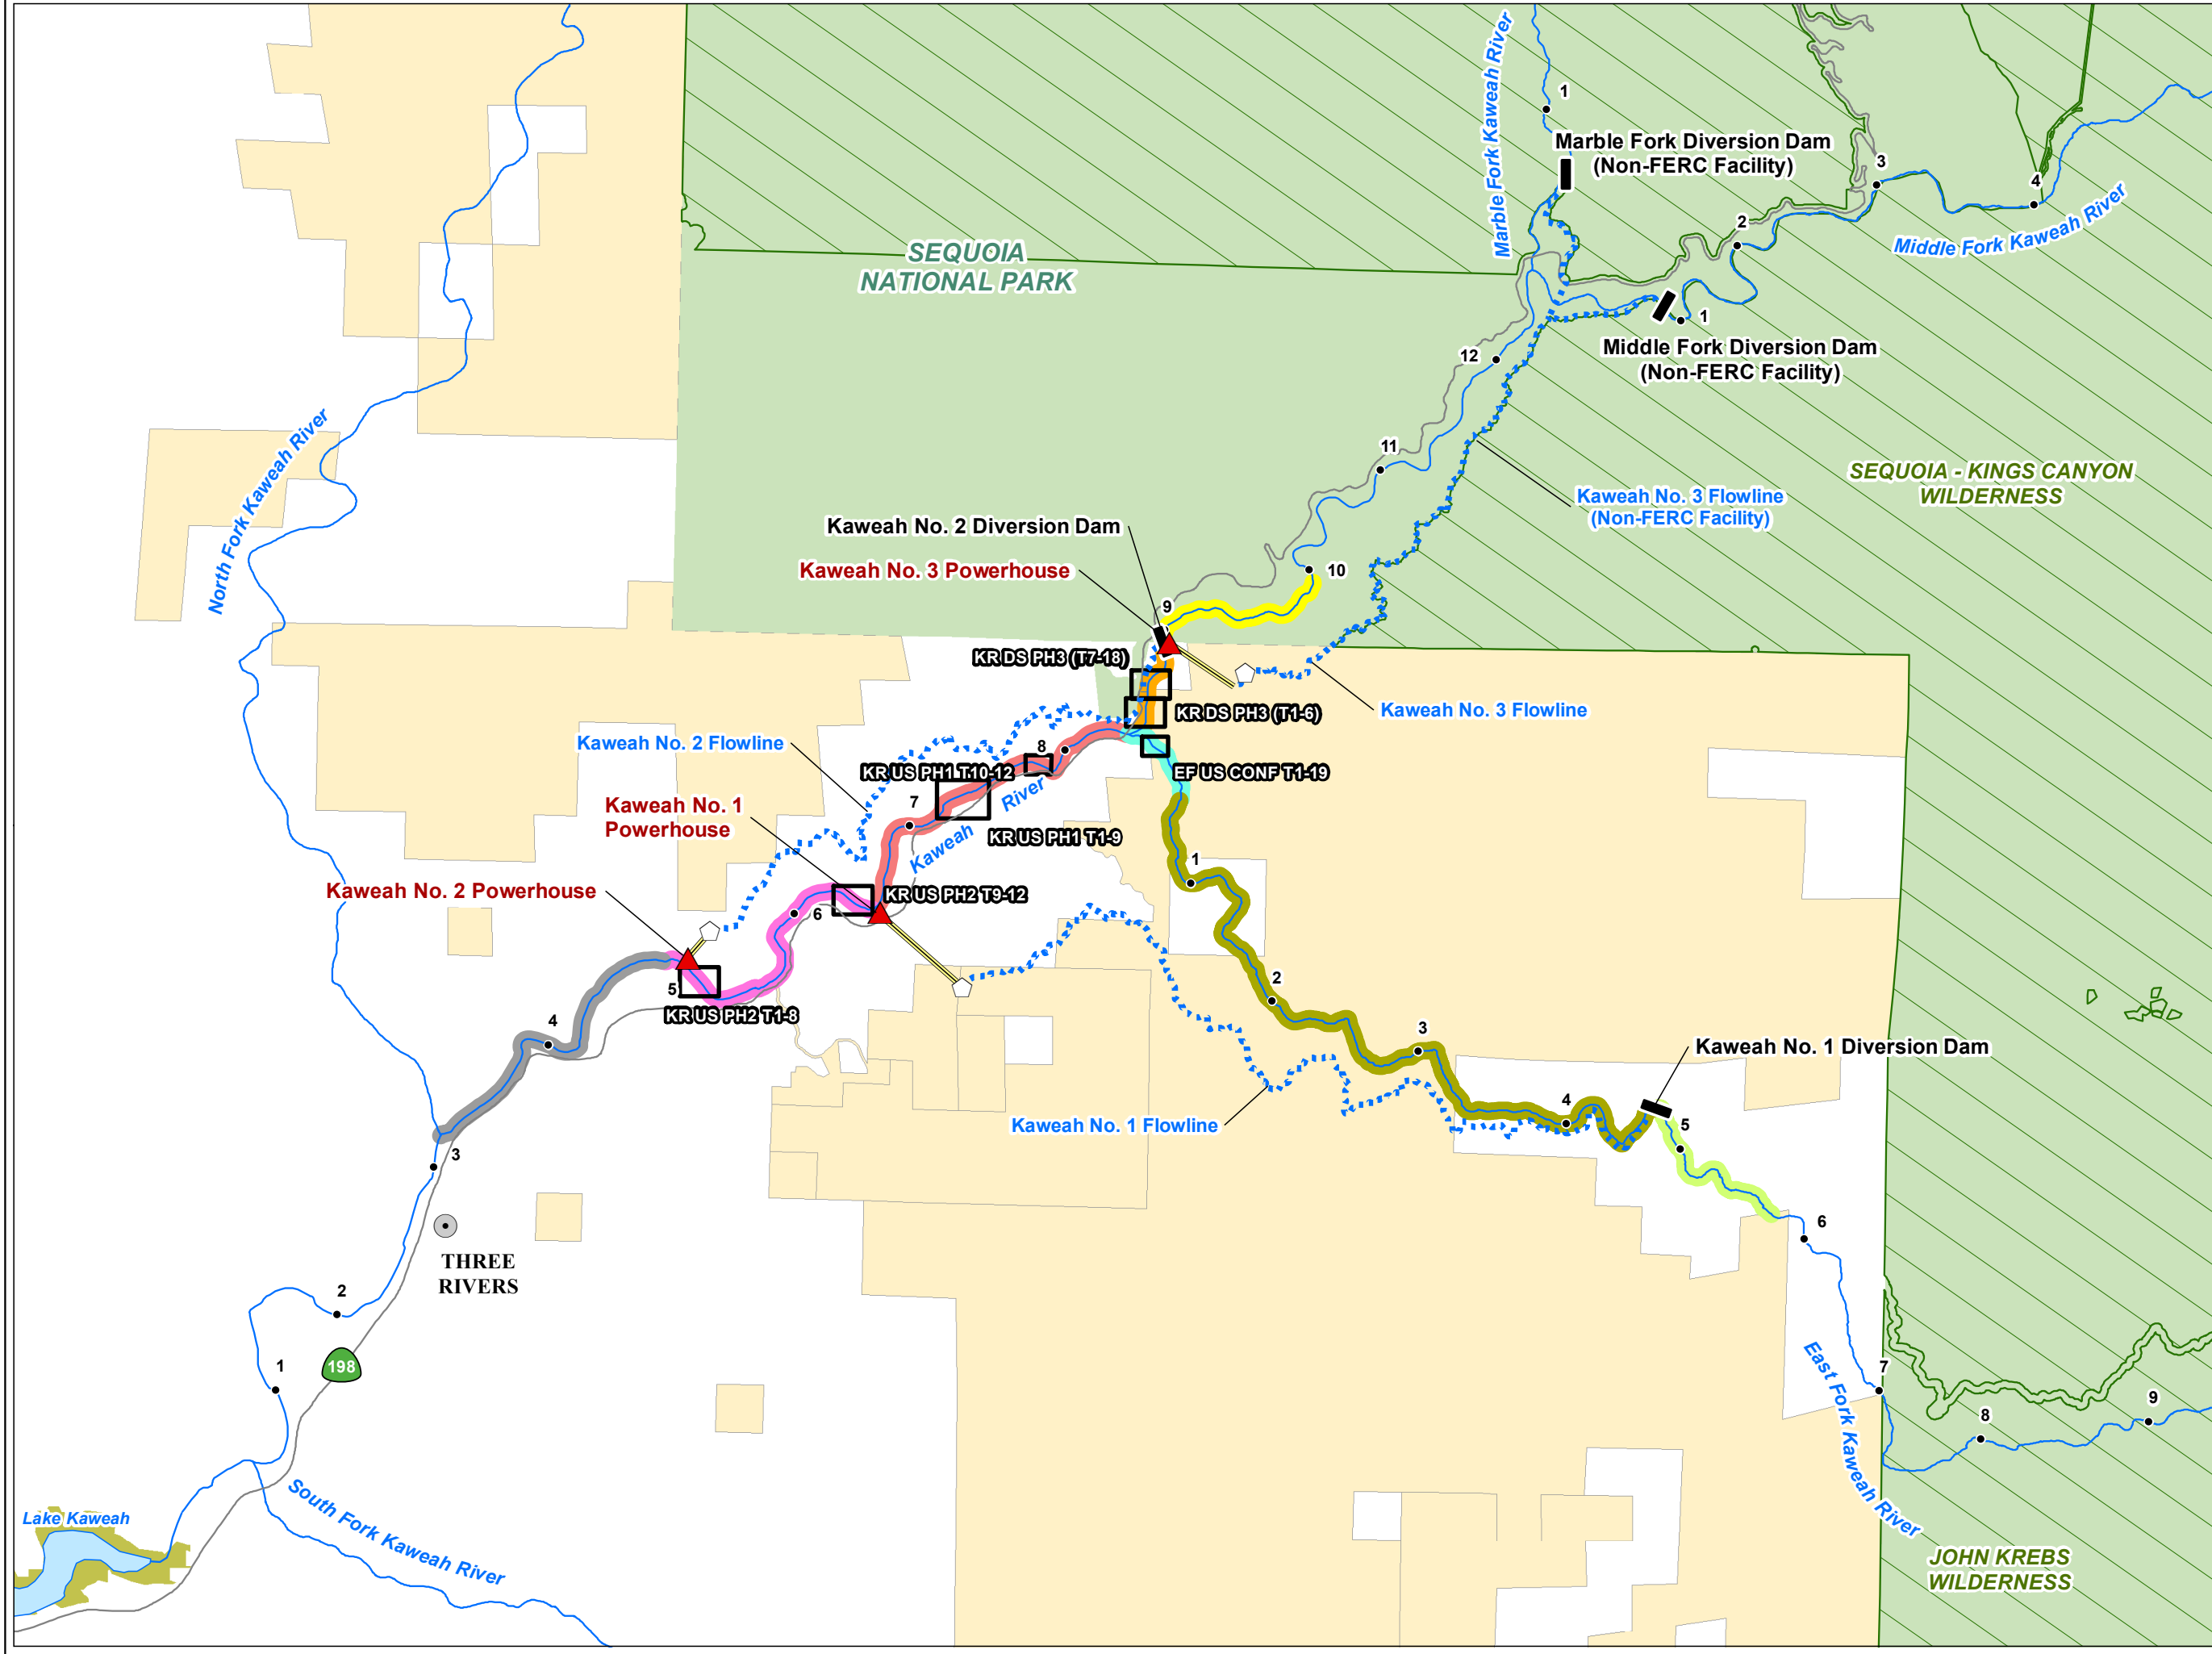 Marble Fork Kaweah River
1
Marble Fork Diversion Dam
(Non-FERC Facility)
3
4
2
Middle Fork Kaweah River
SEQUOIA
NATIONAL PARK
1
Middle Fork Diversion Dam
(Non-FERC Facility)
12
North Fork Kaweah River
11
SEQUOIA - KINGS CANYON
WILDERNESS
Kaweah No. 3 Flowline
(Non-FERC Facility)
Kaweah No. 2 Diversion Dam
Kaweah No. 3 Powerhouse
10
9
KR DS PH3 (T7-18)
KR DS PH3 (T1-6)
Kaweah No. 3 Flowline
Kaweah No. 2 Flowline
8
KR US PH1 T10-12
EF US CONF T1-19
Kaweah No. 1
Powerhouse
7
Kaweah River
KR US PH1 T1-9
1
Kaweah No. 2 Powerhouse
KR US PH2 T9-12
6
5
KR US PH2 T1-8
2
4
3
Kaweah No. 1 Diversion Dam
4
Kaweah No. 1 Flowline
5
3
6
THREE
RIVERS
2
1
198
East Fork Kaweah River
7
8
9
Lake Kaweah
South Fork Kaweah River
JOHN KREBS
WILDERNESS